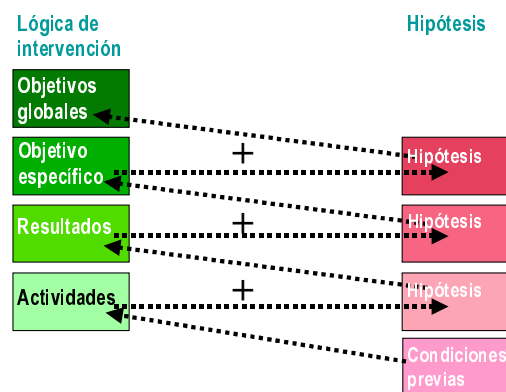 Lógica de
intervención
Hipótesis
Objetivos
globales
+
Objetivo
específico
Hipótesis
+
Resultados
Hipótesis
+
Actividades
Hipótesis
Condiciones
previas